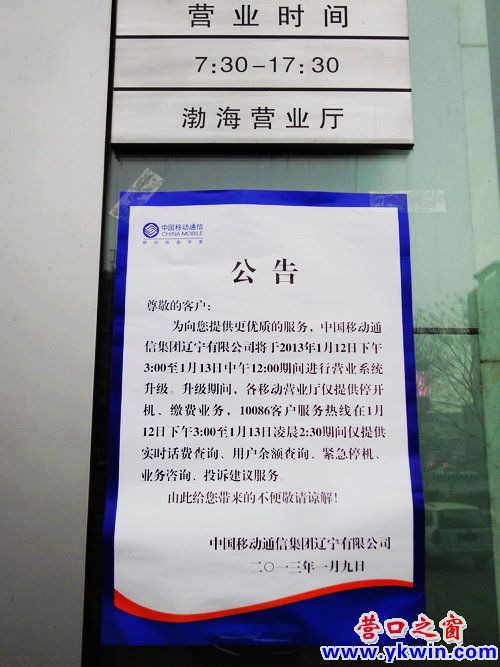 营业时间
7:30-17:30
渤海营业厅
中国移动通信
CHINA MOBILE
移动信息专家
公告
尊敬的客户:
为向您提供更优质的服务,中国移动通
信集团辽宁有限公司将于2013年1月12日下午
3:00至1月13日中午12:00期间进行营业系统
升级。升级期间,各移动营业厅仅提供停开
机、缴费业务,10086客户服务热线在1月
12日下午3:00至1月13日凌晨2:30期间仅提供
实时话费查询、用户余额查询、紧急停机、
业务咨询、投诉建议服务。
由此给您带来的不便敬请谅解!
中国移动通信集团辽宁有限公司
二〇一三年一月九日
营口之窗
www.ykwin.com